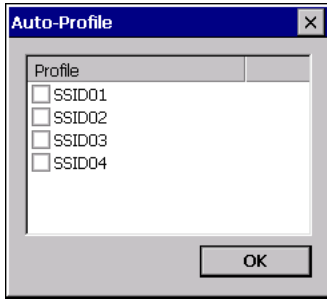 Auto-Profile
Profile
SSID01
SSID02
SSID03
SSID04
OK